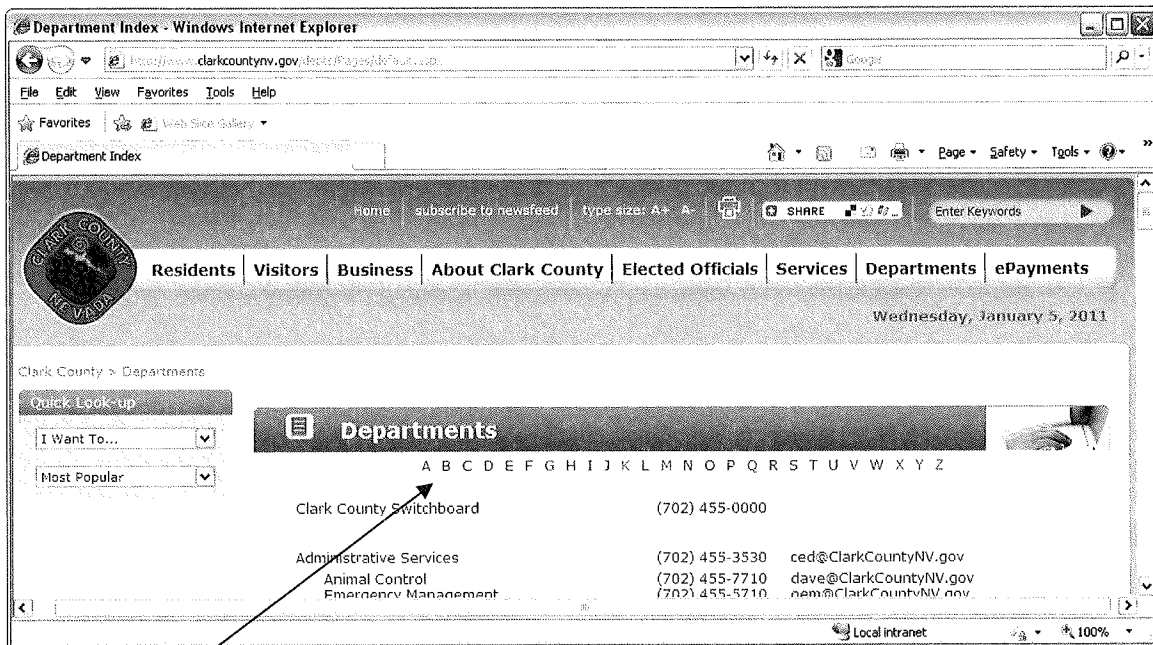 Department Index - Windows Internet Explorer
clarkcountynv.gov
Google
File Edit View Favorites Tools Help
Favorites Web Slice Gallery
Department Index
Page Safety Tools
Home subscribe to newsfeed type size: A+ A- SHARE Enter Keywords
CLARK COUNTY
NEVADA
Residents Visitors Business About Clark County Elected Officials Services Departments ePayments
Wednesday, January 5, 2011
Clark County > Departments
Quick Look-up
I Want To...
Most Popular
Departments
A B C D E F G H I J K L M N O P Q R S T U V W X Y Z
Clark County Switchboard (702) 455-0000
Administrative Services (702) 455-3530 ced@ClarkCountyNV.gov
Animal Control (702) 455-7710 dave@ClarkCountyNV.gov
Emergency Management (702) 455-5710 oem@ClarkCountyNV.gov
Local intranet 100%